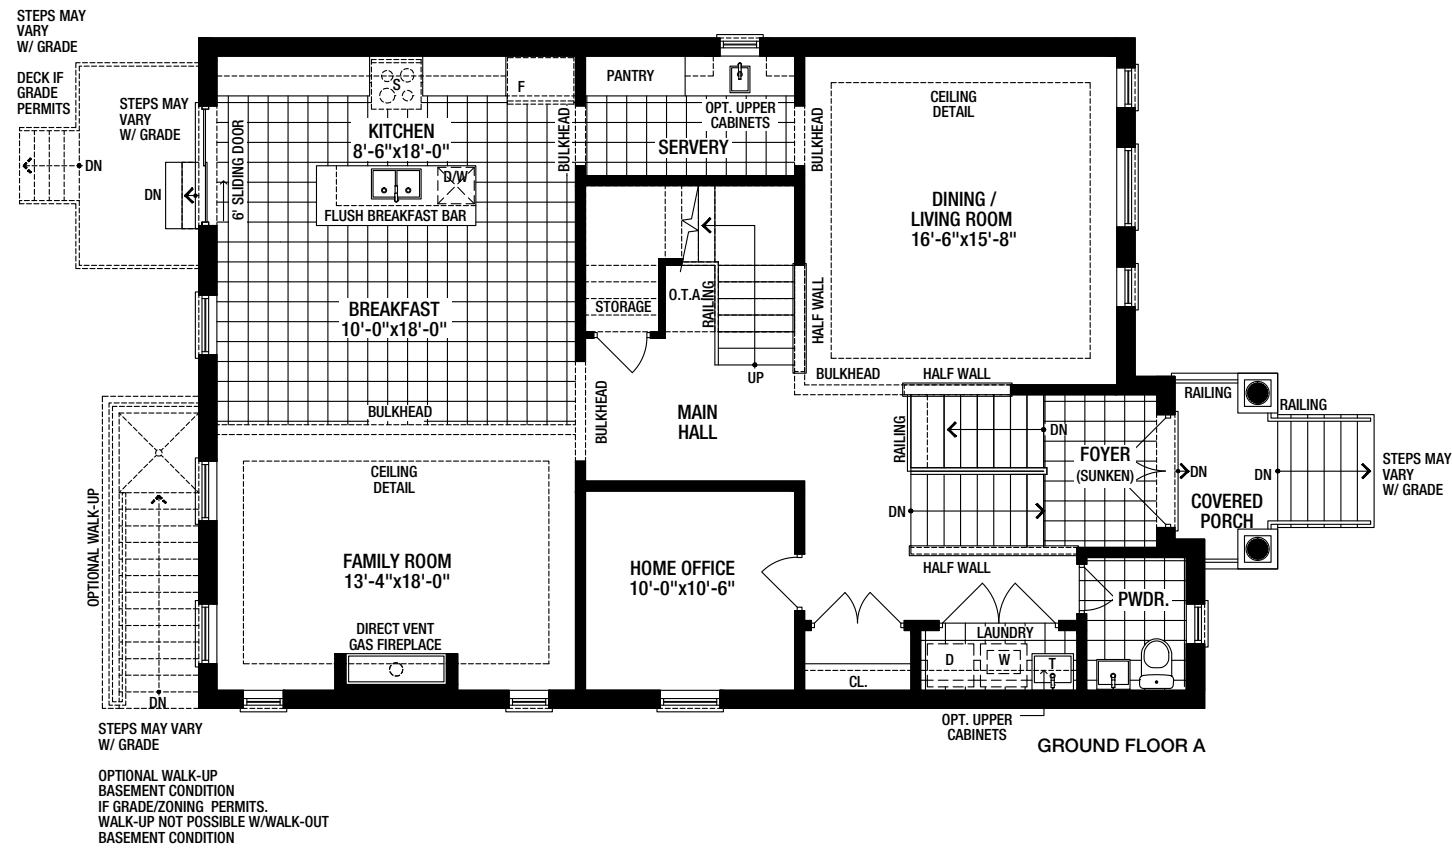 STEPS MAY
VARY
W/ GRADE
DECK IF
GRADE
PERMITS
STEPS MAY
VARY
W/ GRADE
DN
DN
6' SLIDING DOOR
S
F
KITCHEN
8'-6"x18'-0"
D/W
FLUSH BREAKFAST BAR
BULKHEAD
PANTRY
OPT. UPPER
CABINETS
SERVERY
BULKHEAD
CEILING
DETAIL
DINING /
LIVING ROOM
16'-6"x15'-8"
BREAKFAST
10'-0"x18'-0"
STORAGE
O.T.A.
RAILING
HALF WALL
UP
BULKHEAD
HALF WALL
BULKHEAD
BULKHEAD
MAIN
HALL
RAILING
DN
DN
FOYER
(SUNKEN)
DN
RAILING
RAILING
DN
COVERED
PORCH
STEPS MAY
VARY
W/ GRADE
OPTIONAL WALK-UP
CEILING
DETAIL
FAMILY ROOM
13'-4"x18'-0"
DIRECT VENT
GAS FIREPLACE
HOME OFFICE
10'-0"x10'-6"
HALF WALL
PWDR.
LAUNDRY
D
W
T
CL.
DN
STEPS MAY VARY
W/ GRADE
OPT. UPPER
CABINETS
GROUND FLOOR A
OPTIONAL WALK-UP
BASEMENT CONDITION
IF GRADE/ZONING PERMITS.
WALK-UP NOT POSSIBLE W/WALK-OUT
BASEMENT CONDITION